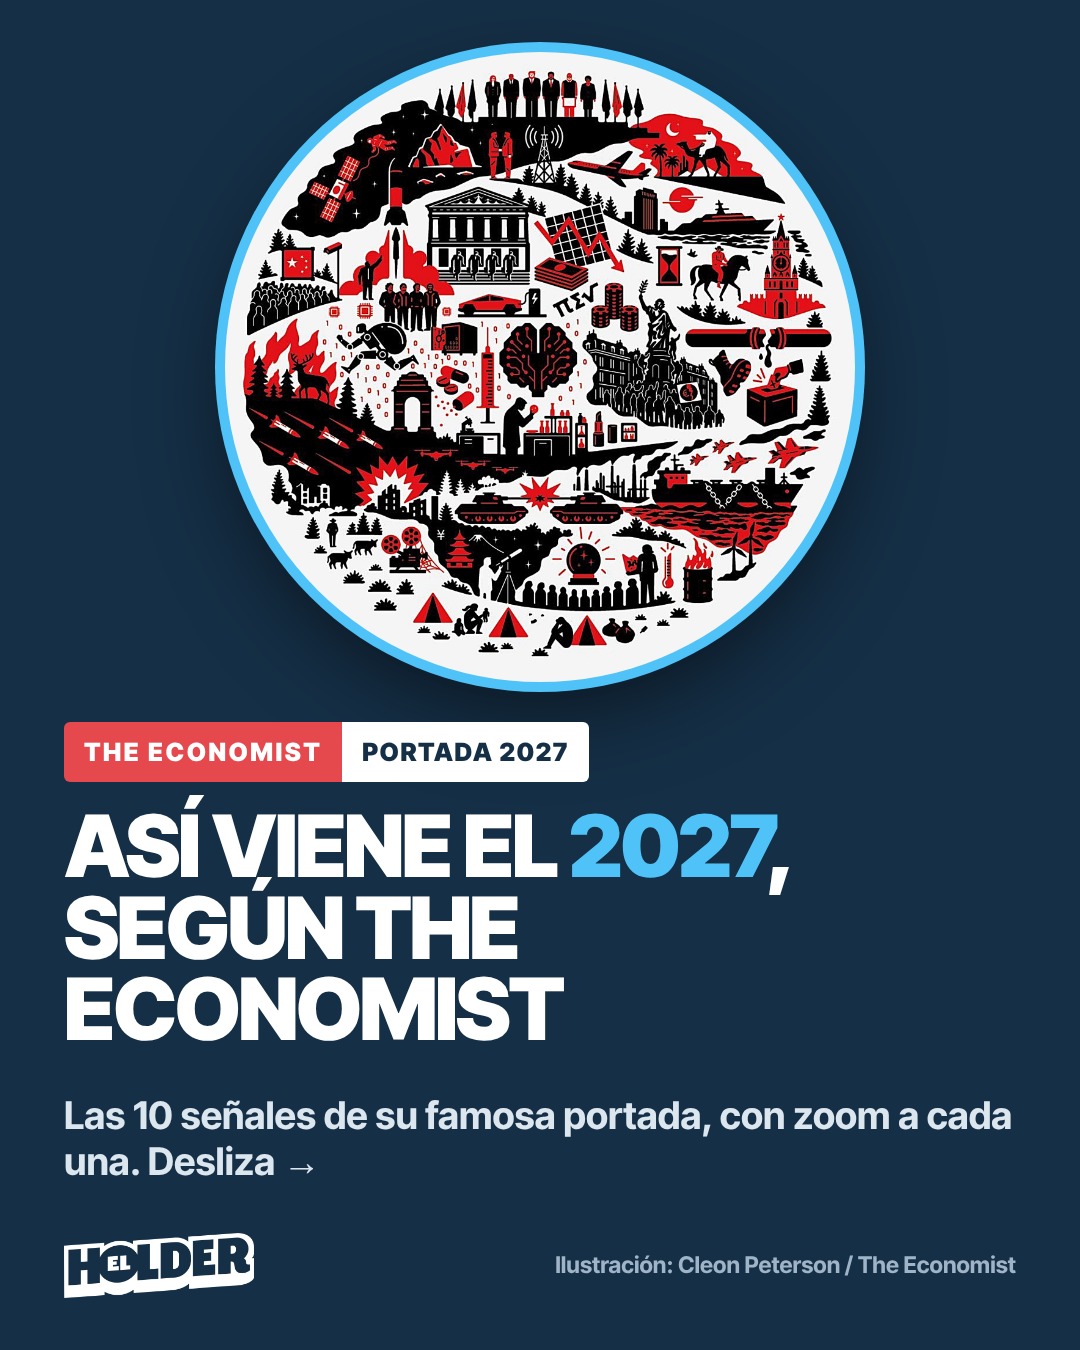 ¥
πΣ√
THE ECONOMIST PORTADA 2027
ASÍ VIENE EL 2027,
SEGÚN THE
ECONOMIST
Las 10 señales de su famosa portada, con zoom a cada
una. Desliza →
EL HOLDER
Ilustración: Cleon Peterson / The Economist